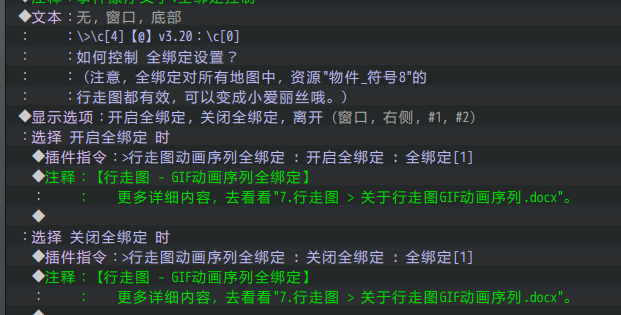 ◆文本：无, 窗口, 底部
：　　：\>\c[4]【@】v3.20：\c[0]
：　　：如何控制 全绑定设置？
：　　：（注意, 全绑定对所有地图中, 资源"物件_符号8"的
：　　：行走图都有效, 可以变成小爱丽丝哦。）
◆显示选项：开启全绑定, 关闭全绑定, 离开 (窗口, 右侧, #1, #2)
：选择 开启全绑定 时
◆插件指令：>行走图动画序列全绑定 : 开启全绑定 : 全绑定[1]
◆注释：【行走图 - GIF动画序列全绑定】
：　　：　更多详细内容, 去看看"7.行走图 > 关于行走图GIF动画序列.docx"。
◆
：选择 关闭全绑定 时
◆插件指令：>行走图动画序列全绑定 : 关闭全绑定 : 全绑定[1]
◆注释：【行走图 - GIF动画序列全绑定】
：　　：　更多详细内容, 去看看"7.行走图 > 关于行走图GIF动画序列.docx"。